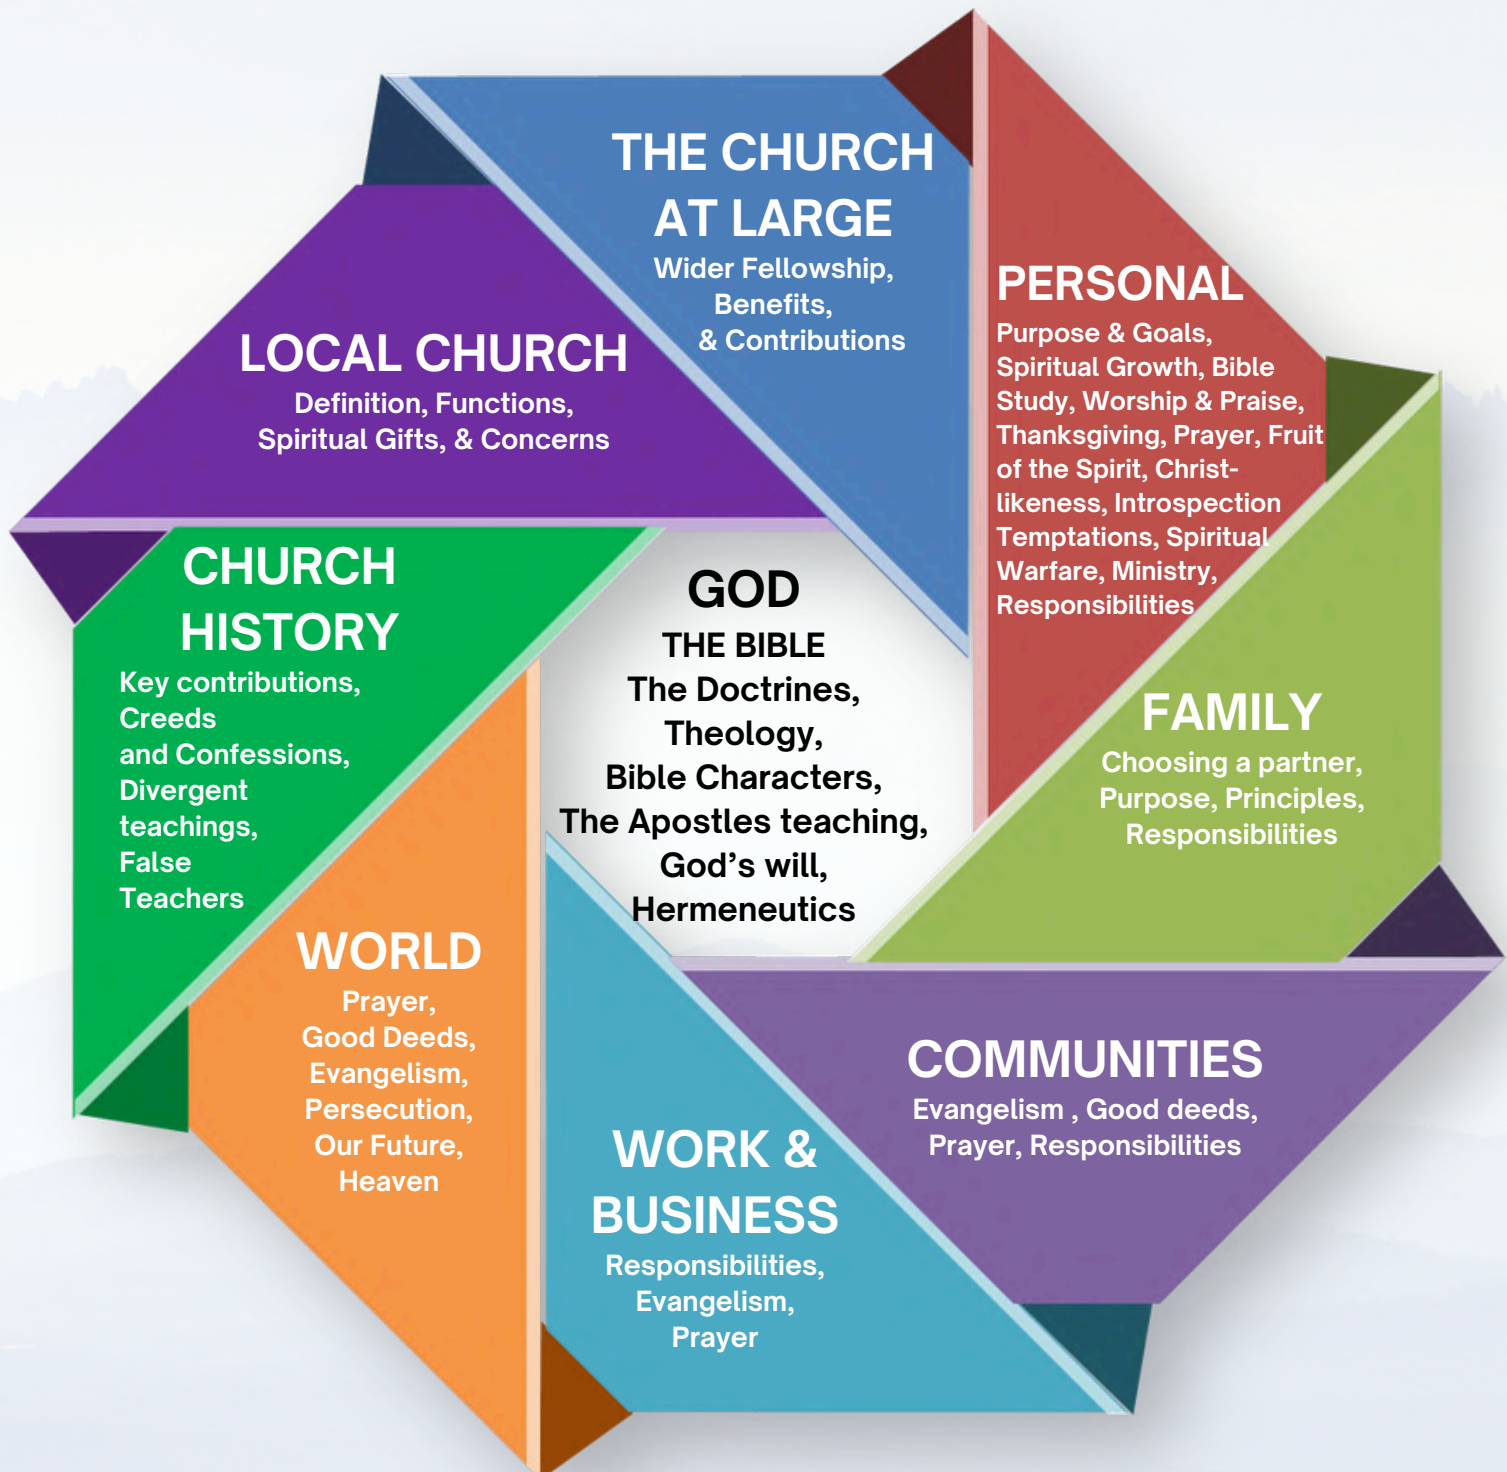 THE CHURCH
AT LARGE
Wider Fellowship,
Benefits,
& Contributions
PERSONAL
Purpose & Goals,
Spiritual Growth, Bible
Study, Worship & Praise,
Thanksgiving, Prayer, Fruit
of the Spirit, Christ-
likeness, Introspection
Temptations, Spiritual
Warfare, Ministry,
Responsibilities
LOCAL CHURCH
Definition, Functions,
Spiritual Gifts, & Concerns
CHURCH
HISTORY
Key contributions,
Creeds
and Confessions,
Divergent
teachings,
False
Teachers
GOD
THE BIBLE
The Doctrines,
Theology,
Bible Characters,
The Apostles teaching,
God’s will,
Hermeneutics
FAMILY
Choosing a partner,
Purpose, Principles,
Responsibilities
WORLD
Prayer,
Good Deeds,
Evangelism,
Persecution,
Our Future,
Heaven
WORK &
BUSINESS
Responsibilities,
Evangelism,
Prayer
COMMUNITIES
Evangelism , Good deeds,
Prayer, Responsibilities